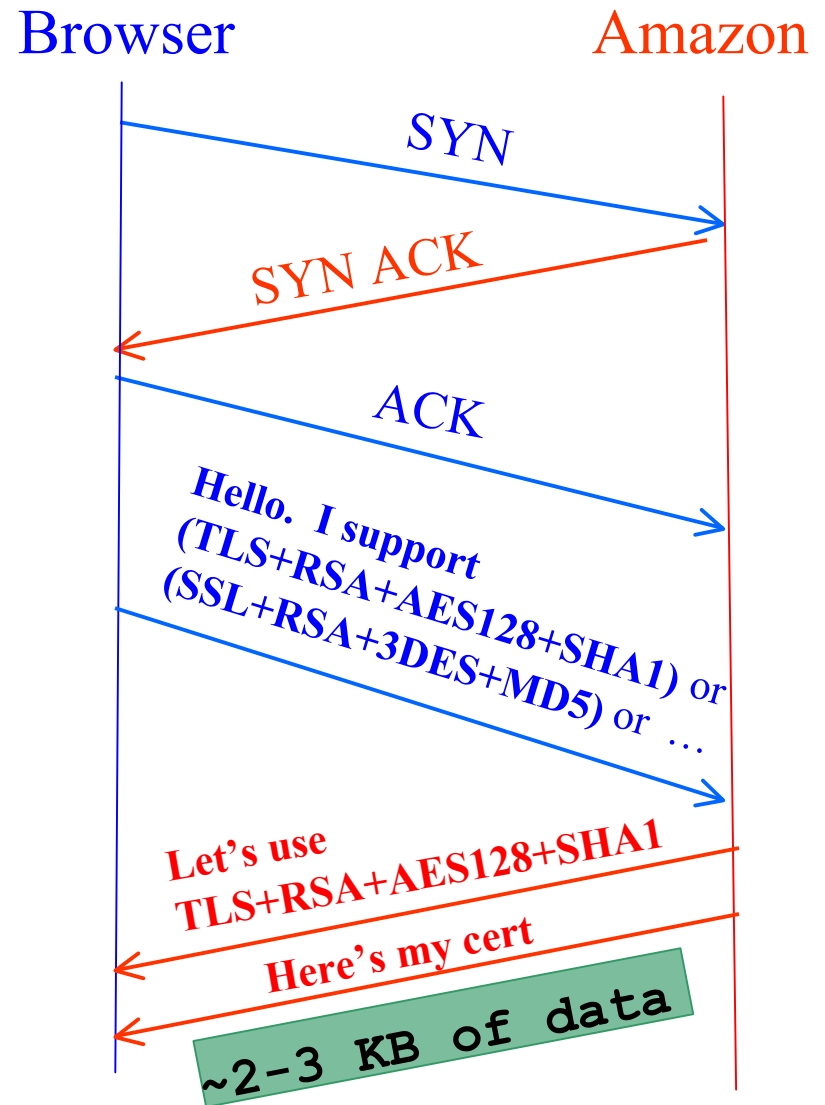 Browser
Amazon
SYN
SYN ACK
ACK
Hello.  I support
(TLS+RSA+AES128+SHA1) or
(SSL+RSA+3DES+MD5) or …
Let’s use
TLS+RSA+AES128+SHA1
Here’s my cert
~2-3 KB of data